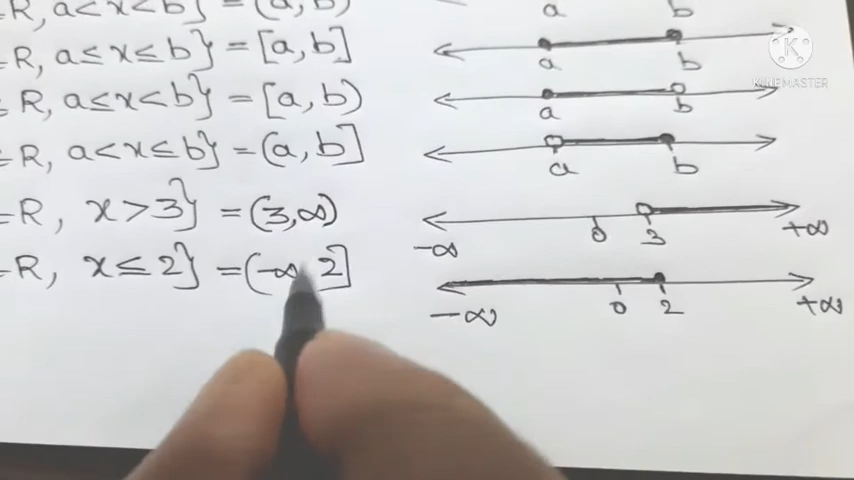 R, a<x<b} = (a, b) a b
∈R, a≤x≤b} = [a, b] a b
∈R, a≤x<b} = [a, b) a b
∈R, a<x≤b} = (a, b] a b
=R, x>3} = (3,∞) -∞ 0 3 +∞
=R, x≤2} = (-∞ 2] -∞ 0 2 +∞
K
KINEMASTER